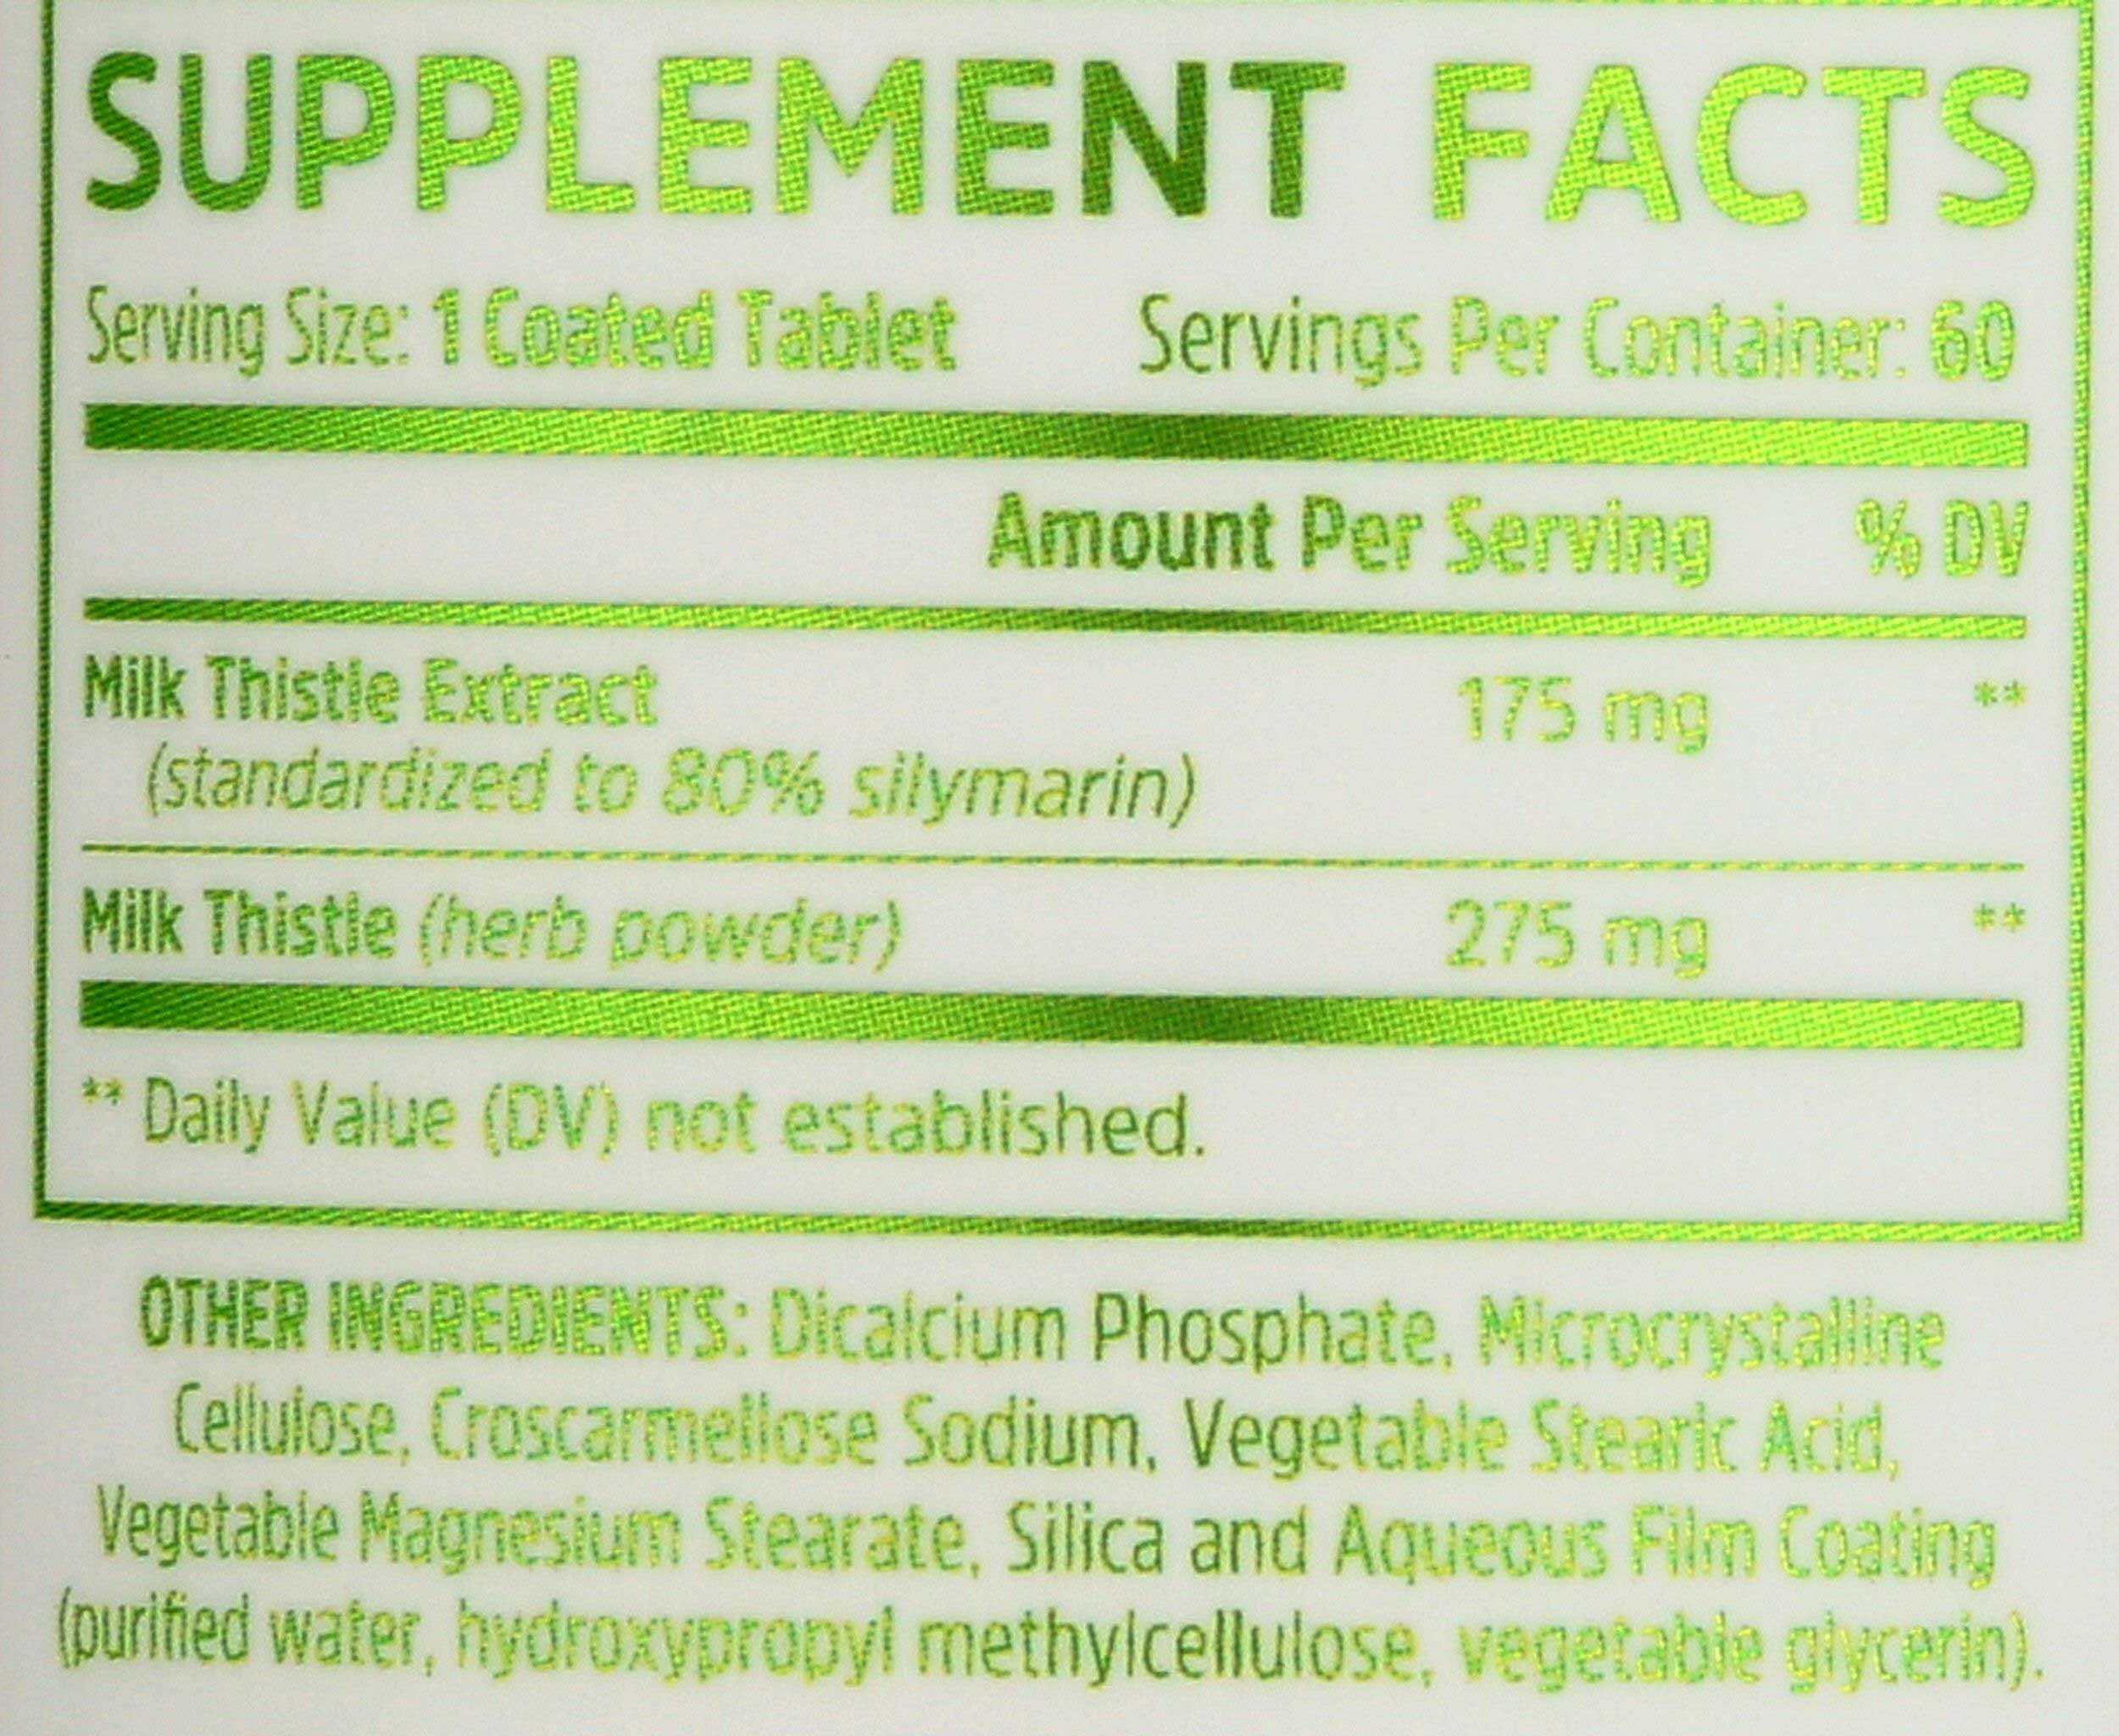 SUPPLEMENT FACTS
Serving Size: 1 Coated Tablet Servings Per Container: 60
Amount Per Serving % DV
Milk Thistle Extract 175 mg **
(standardized to 80% silymarin)
Milk Thistle (herb powder) 275 mg **
** Daily Value (DV) not established.
OTHER INGREDIENTS: Dicalcium Phosphate, Microcrystalline
Cellulose, Croscarmellose Sodium, Vegetable Stearic Acid,
Vegetable Magnesium Stearate, Silica and Aqueous Film Coating
(purified water, hydroxypropyl methylcellulose, vegetable glycerin).